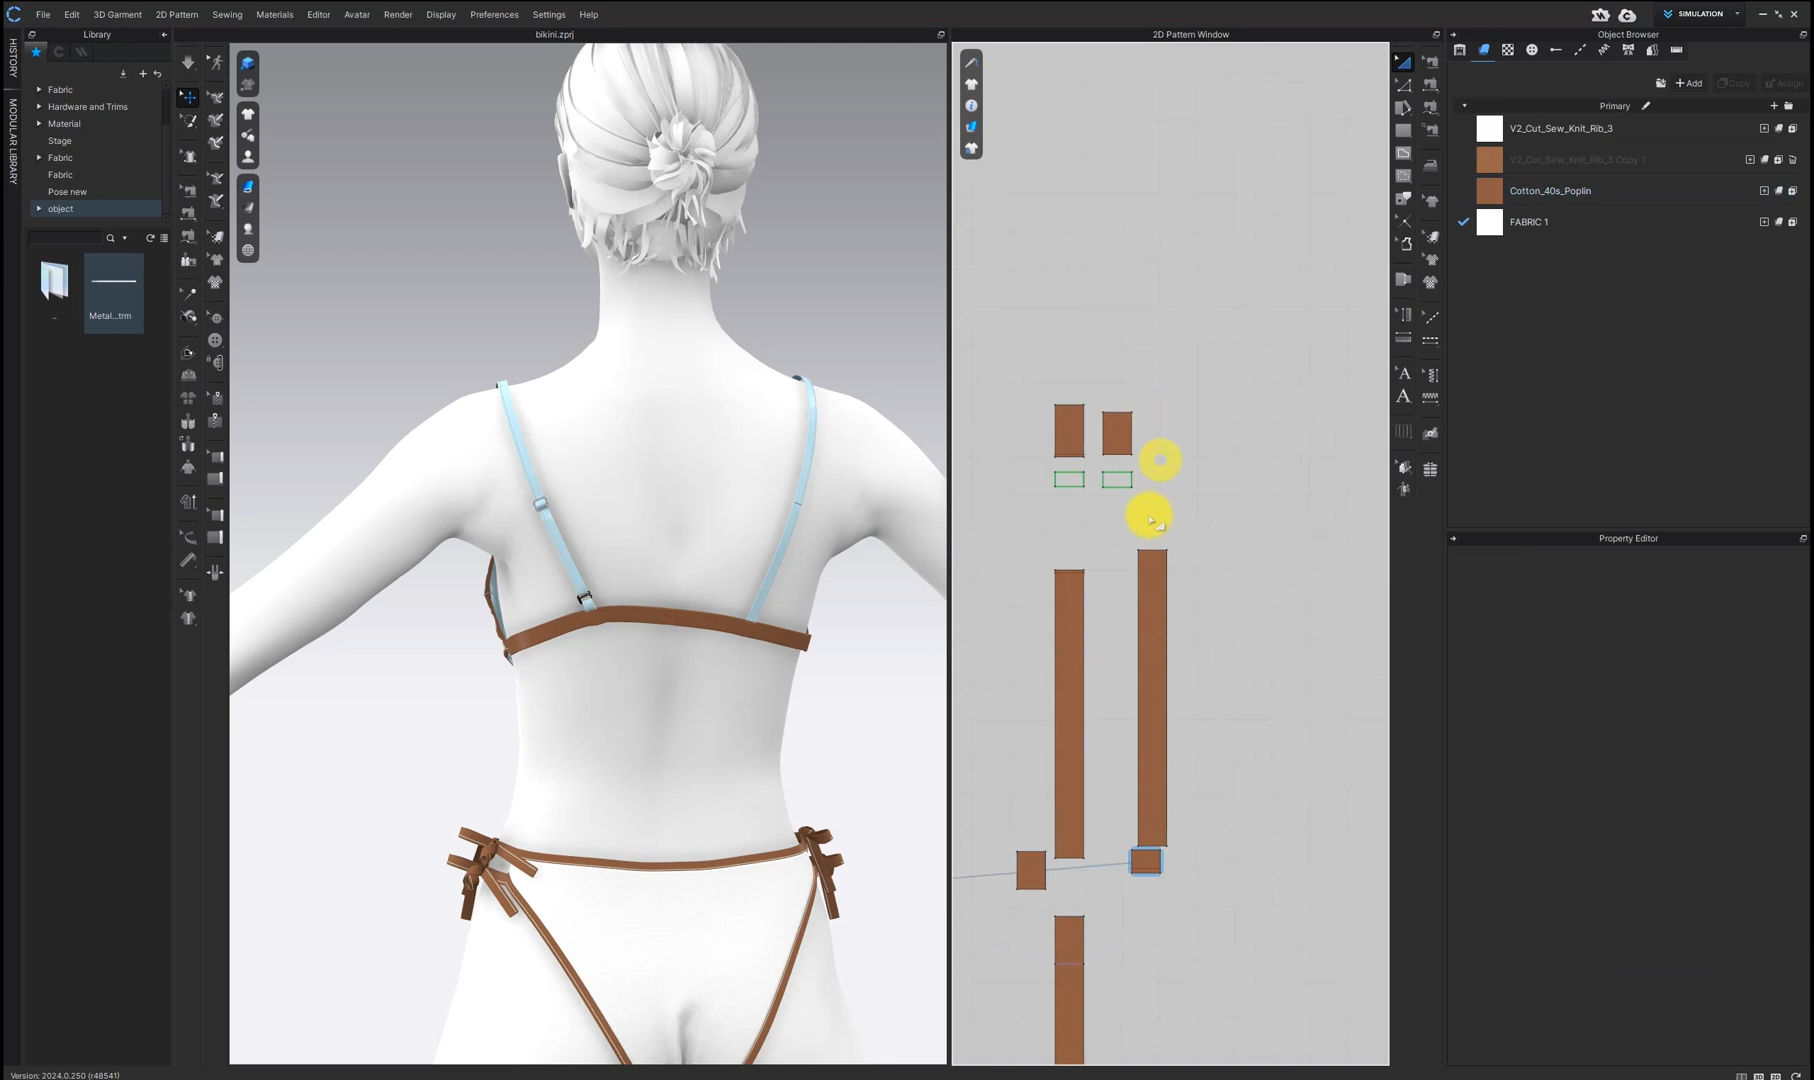 File Edit 3D Garment 2D Pattern Sewing Materials Editor Avatar Render Display Preferences Settings Help
SIMULATION
HISTORY
MODULAR LIBRARY
Library
bikini.zprj
2D Pattern Window
Object Browser
Fabric
Hardware and Trims
Material
Stage
Fabric
Fabric
Pose new
object
..
Metal...trm
+Add Copy Assign
Primary
V2_Cut_Sew_Knit_Rib_3
V2_Cut_Sew_Knit_Rib_3 Copy 1
Cotton_40s_Poplin
FABRIC 1
Property Editor
A
A
Version: 2024.0.250 (r48541)